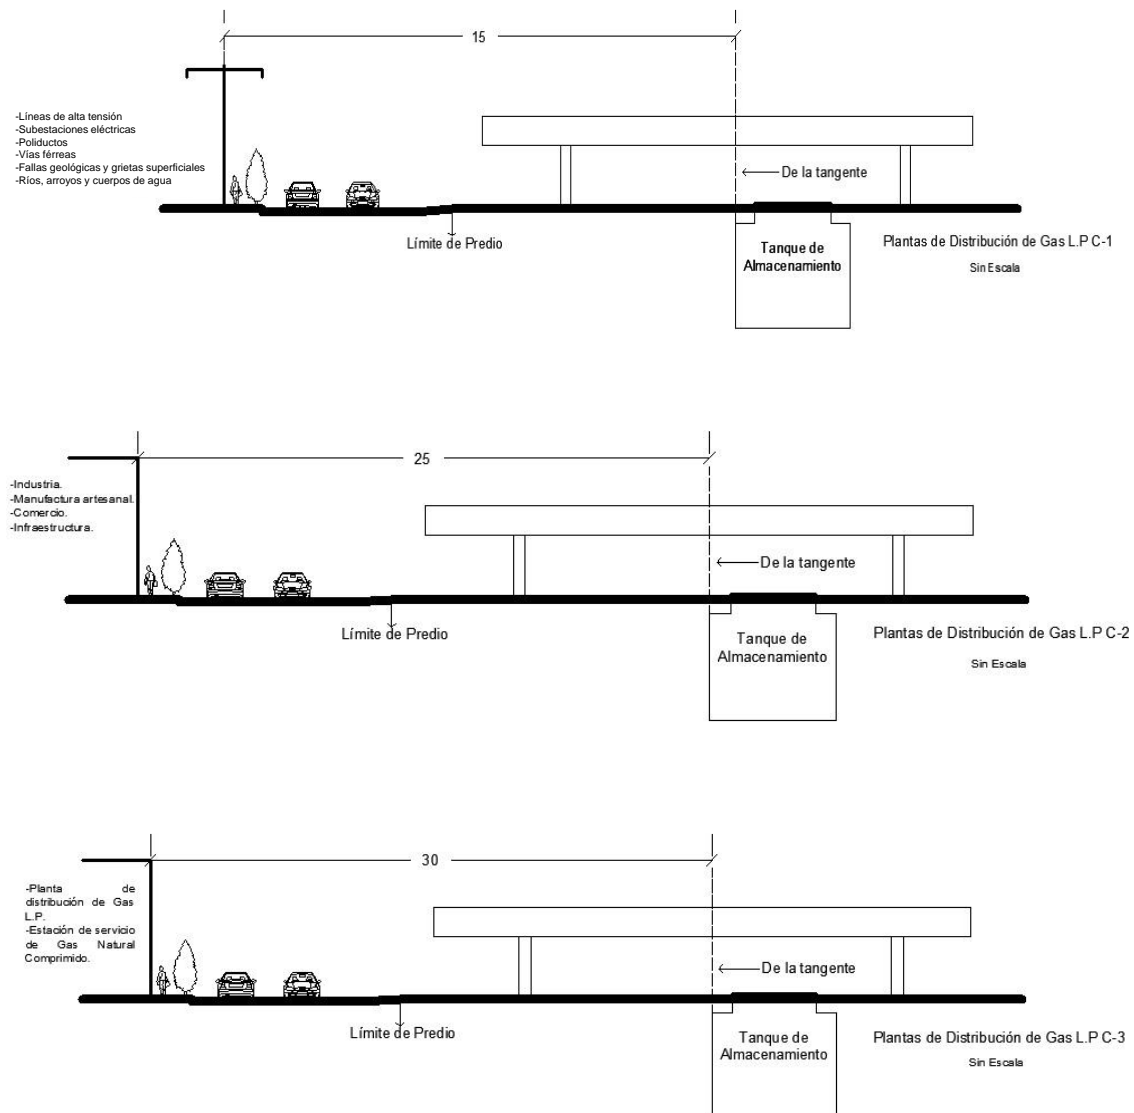 15
-Líneas de alta tensión
-Subestaciones eléctricas
-Poliductos
-Vías férreas
-Fallas geológicas y grietas superficiales
-Ríos, arroyos y cuerpos de agua
De la tangente
Límite de Predio
Tanque de
Almacenamiento
Plantas de Distribución de Gas L.P C-1
Sin Escala
25
-Industria.
-Manufactura artesanal.
-Comercio.
-Infraestructura.
De la tangente
Límite de Predio
Tanque de
Almacenamiento
Plantas de Distribución de Gas L.P C-2
Sin Escala
30
-Planta de
distribución de Gas
L.P.
-Estación de servicio
de Gas Natural
Comprimido.
De la tangente
Límite de Predio
Tanque de
Almacenamiento
Plantas de Distribución de Gas L.P C-3
Sin Escala